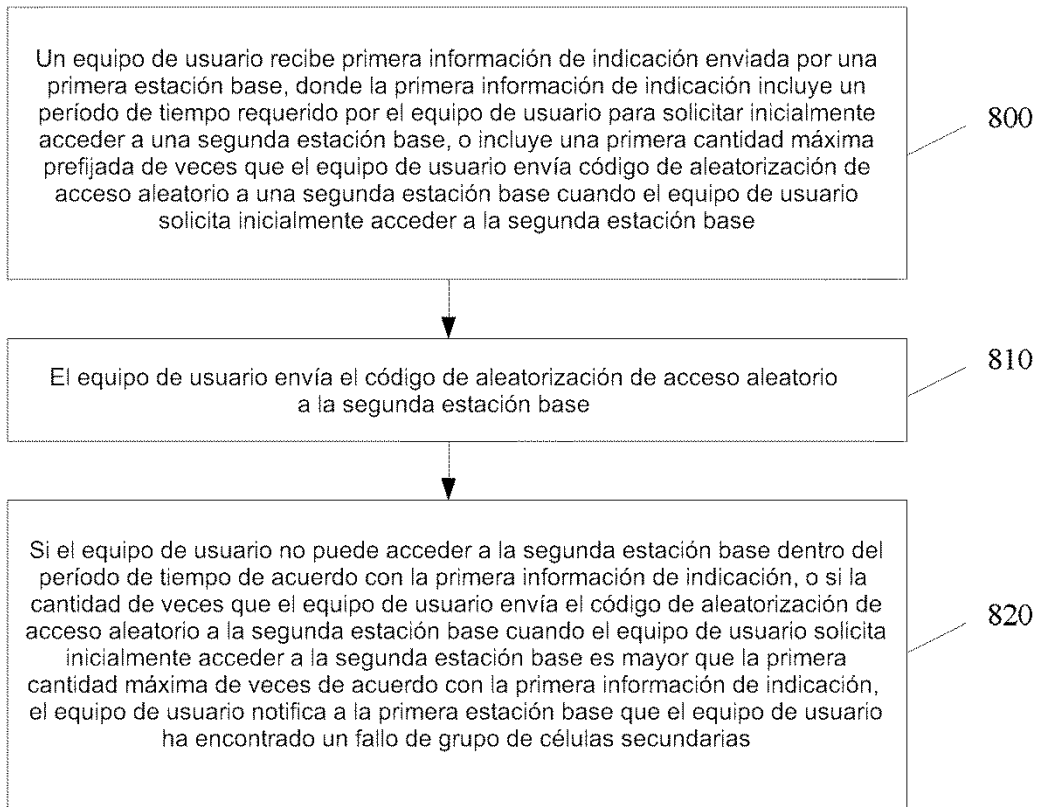 Un equipo de usuario recibe primera información de indicación enviada por una
primera estación base, donde la primera información de indicación incluye un
período de tiempo requerido por el equipo de usuario para solicitar inicialmente
acceder a una segunda estación base, o incluye una primera cantidad máxima
prefijada de veces que el equipo de usuario envía código de aleatorización de
acceso aleatorio a una segunda estación base cuando el equipo de usuario
solicita inicialmente acceder a la segunda estación base
800
El equipo de usuario envía el código de aleatorización de acceso aleatorio
a la segunda estación base
810
Si el equipo de usuario no puede acceder a la segunda estación base dentro del
período de tiempo de acuerdo con la primera información de indicación, o si la
cantidad de veces que el equipo de usuario envía el código de aleatorización de
acceso aleatorio a la segunda estación base cuando el equipo de usuario solicita
inicialmente acceder a la segunda estación base es mayor que la primera
cantidad máxima de veces de acuerdo con la primera información de indicación,
el equipo de usuario notifica a la primera estación base que el equipo de usuario
ha encontrado un fallo de grupo de células secundarias
820